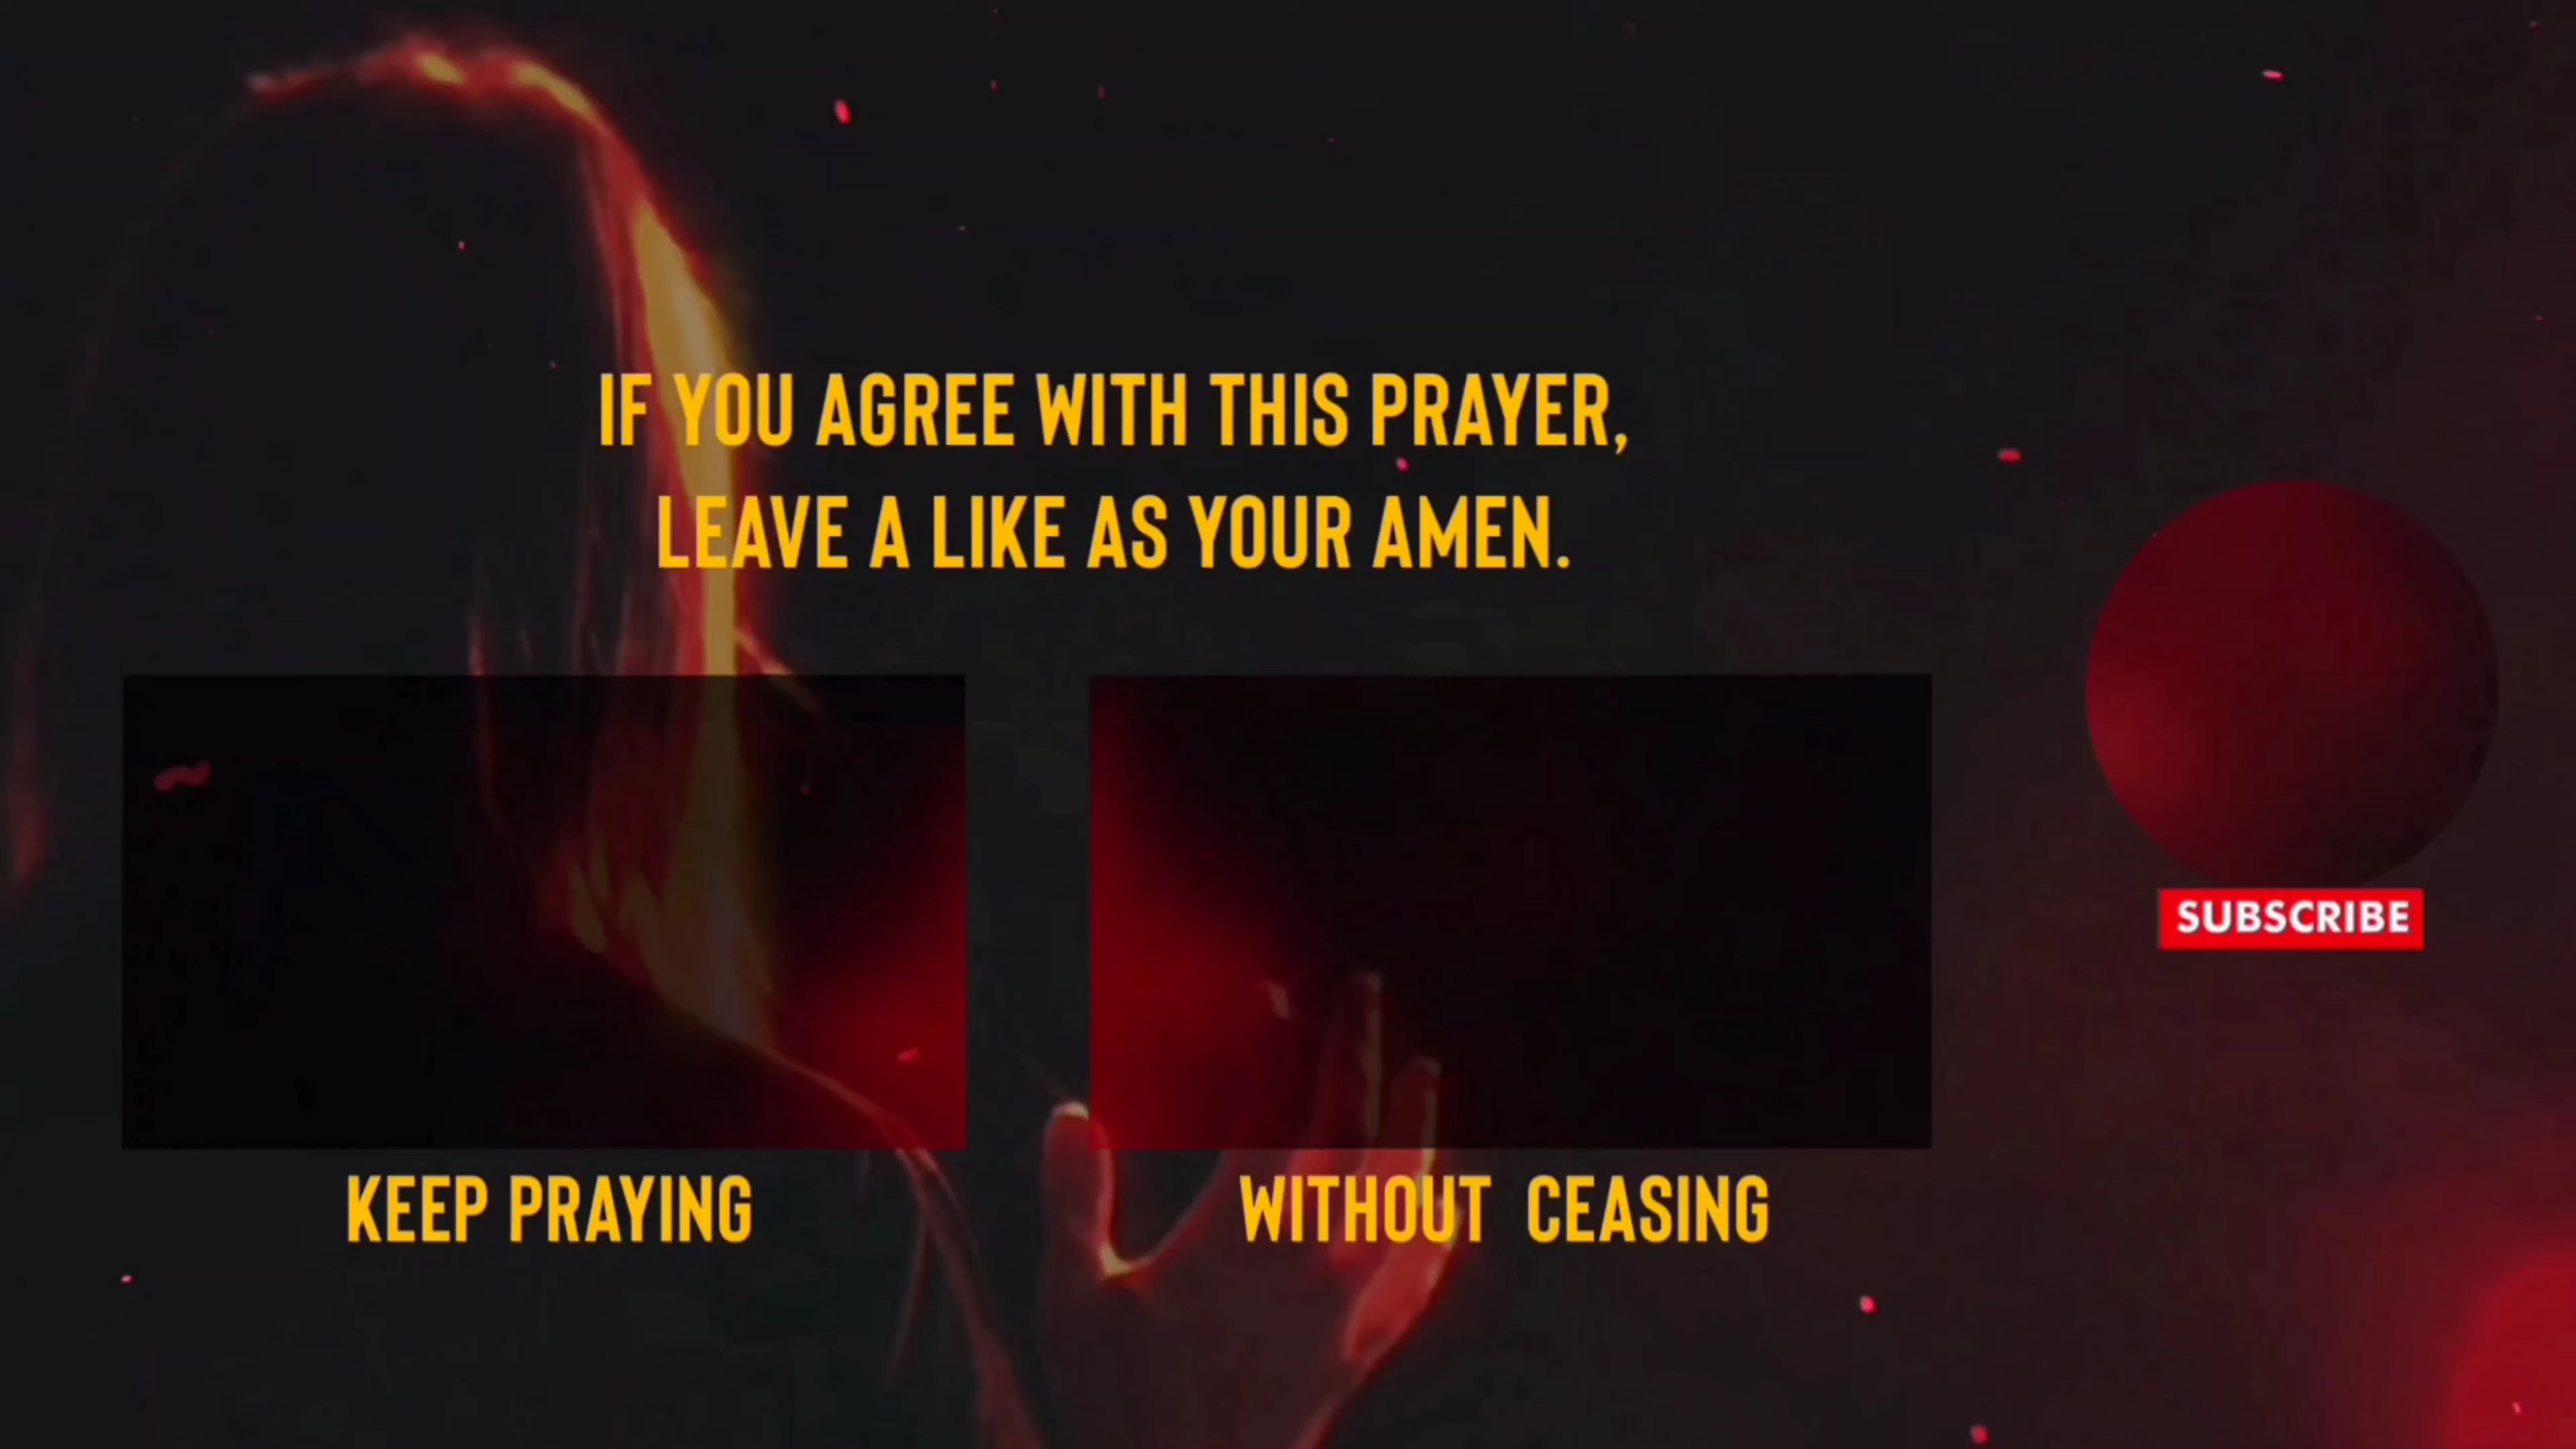 IF YOU AGREE WITH THIS PRAYER,
LEAVE A LIKE AS YOUR AMEN.
SUBSCRIBE
KEEP PRAYING
WITHOUT CEASING